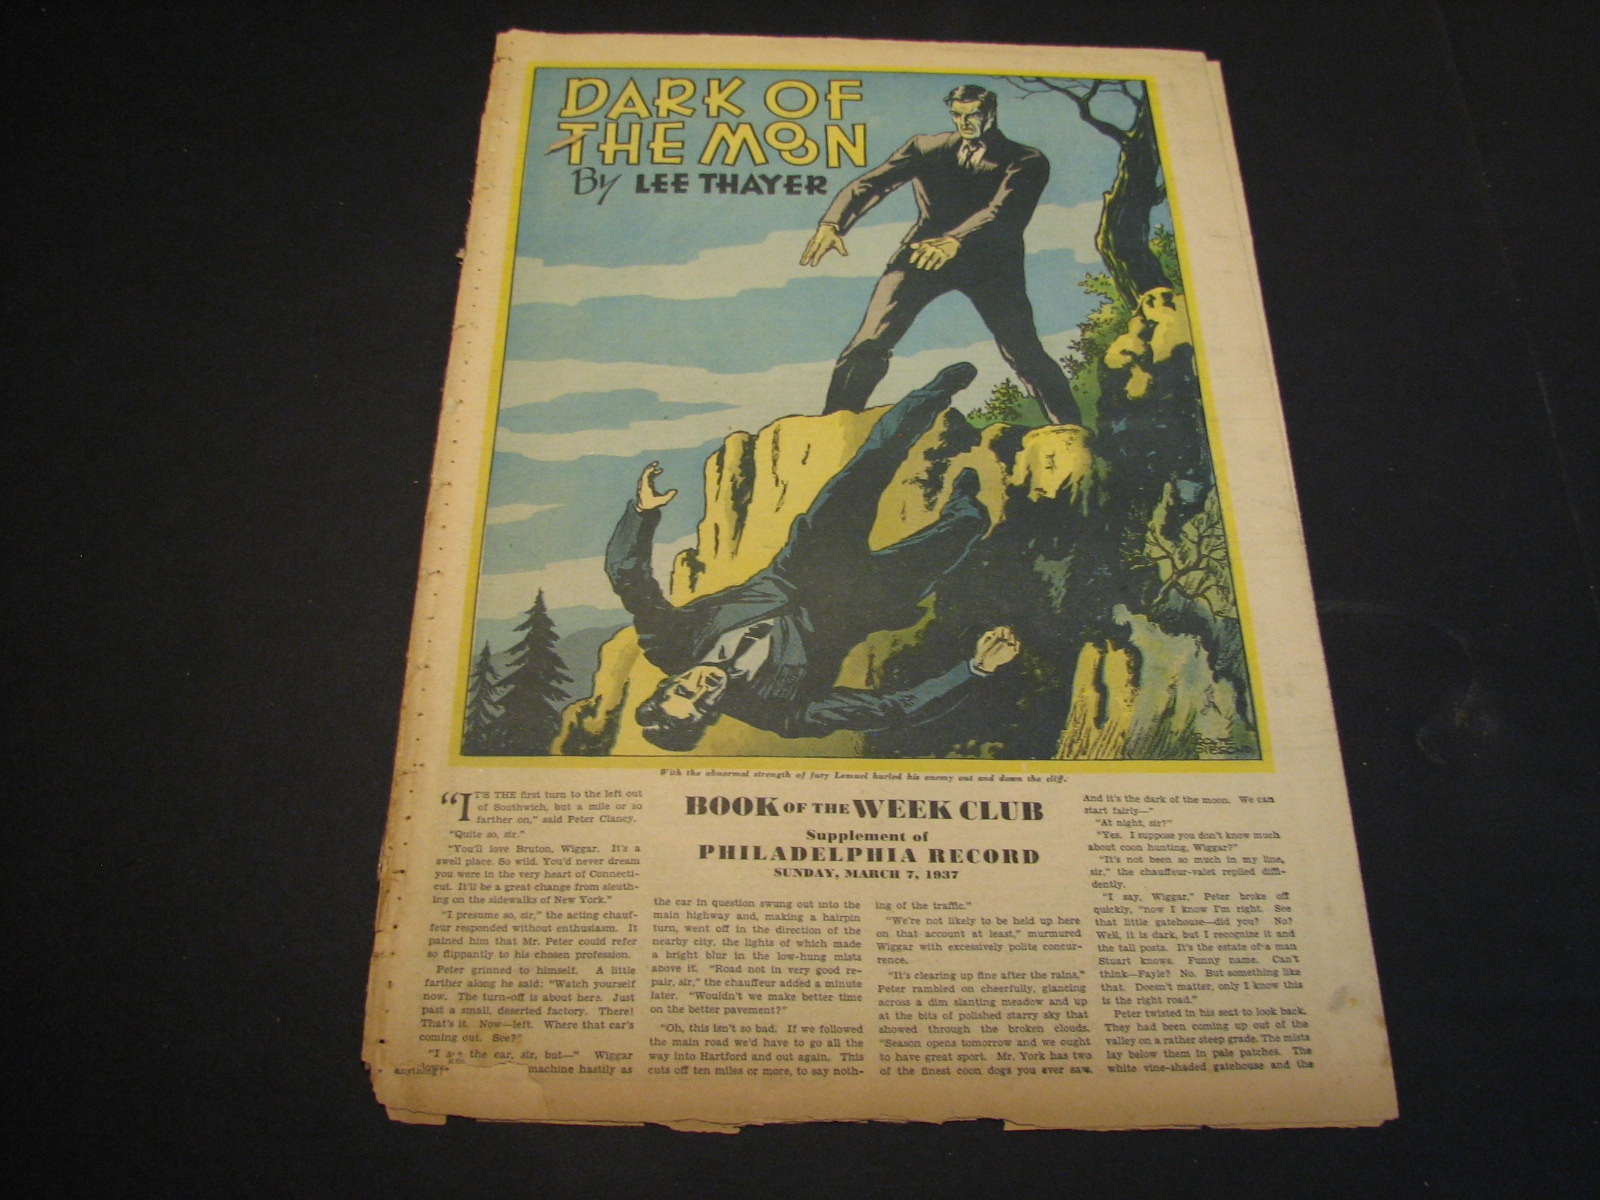 DARK OF
THE MOON
By LEE THAYER
With the abnormal strength of fury Lemuel hurled his enemy out and down the cliff.
"IT'S THE first turn to the left out
of Southwich, but a mile or so
farther on," said Peter Clancy.
"Quite so, sir."
"You'll love Bruton, Wiggar. It's a
swell place. So wild. You'd never dream
you were in the very heart of Connecti-
cut. It'll be a great change from sleuth-
ing on the sidewalks of New York."
"I presume so, sir," the acting chauf-
feur responded without enthusiasm. It
pained him that Mr. Peter could refer
so flippantly to his chosen profession.
Peter grinned to himself. A little
farther along he said: "Watch yourself
now. The turn-off is about here. Just
past a small, deserted factory. There!
That's it. Now—left. Where that car's
coming out. See?"
"I see the car, sir, but—" Wiggar
machine hastily as
anything!"
BOOK OF THE WEEK CLUB
Supplement of
PHILADELPHIA RECORD
SUNDAY, MARCH 7, 1937
the car in question swung out into the
main highway and, making a hairpin
turn, went off in the direction of the
nearby city, the lights of which made
a bright blur in the low-hung mists
above it. "Road not in very good re-
pair, sir," the chauffeur added a minute
later. "Wouldn't we make better time
on the better pavement?"
"Oh, this isn't so bad. If we followed
the main road we'd have to go all the
way into Hartford and out again. This
cuts off ten miles or more, to say noth-
ing of the traffic."
"We're not likely to be held up here
on that account at least," murmured
Wiggar with excessively polite concur-
rence.
"It's clearing up fine after the rains,"
Peter rambled on cheerfully, glancing
across a dim slanting meadow and up
at the bits of polished starry sky that
showed through the broken clouds.
"Season opens tomorrow and we ought
to have great sport. Mr. York has two
of the finest coon dogs you ever saw.
And it's the dark of the moon. We can
start fairly—"
"At night, sir?"
"Yes. I suppose you don't know much
about coon hunting, Wiggar?"
"It's not been so much in my line,
sir," the chauffeur-valet replied diffi-
dently.
"I say, Wiggar," Peter broke off
quickly, "now I know I'm right. See
that little gatehouse—did you? No?
Well, it is dark, but I recognize it and
the tall posts. It's the estate of a man
Stuart knows. Funny name. Can't
think—Fayle? No. But something like
that. Doesn't matter, only I know this
is the right road."
Peter twisted in his seat to look back.
They had been coming up out of the
valley on a rather steep grade. The mists
lay below them in pale patches. The
white vine-shaded gatehouse and the